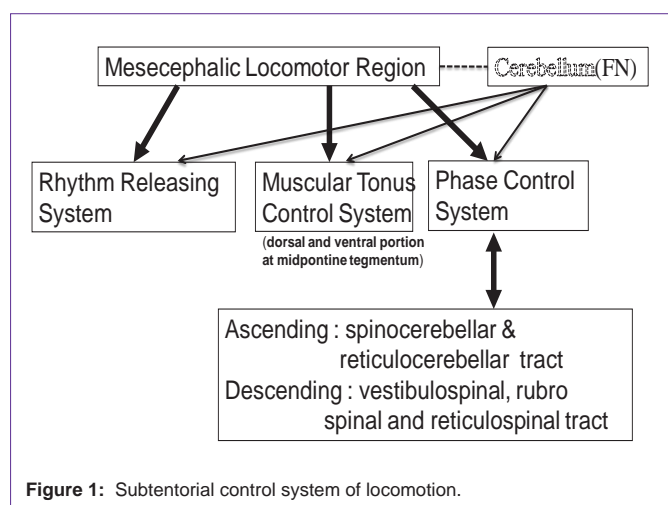 Mesecephalic Locomotor Region
Cerebellum(FN)
Rhythm Releasing
System
Muscular Tonus
Control System
(dorsal and ventral portion
at midpontine tegmentum)
Phase Control
System
Ascending : spinocerebellar &
reticulocerebellar tract
Descending : vestibulospinal, rubro
spinal and reticulospinal tract
Figure 1: Subtentorial control system of locomotion.